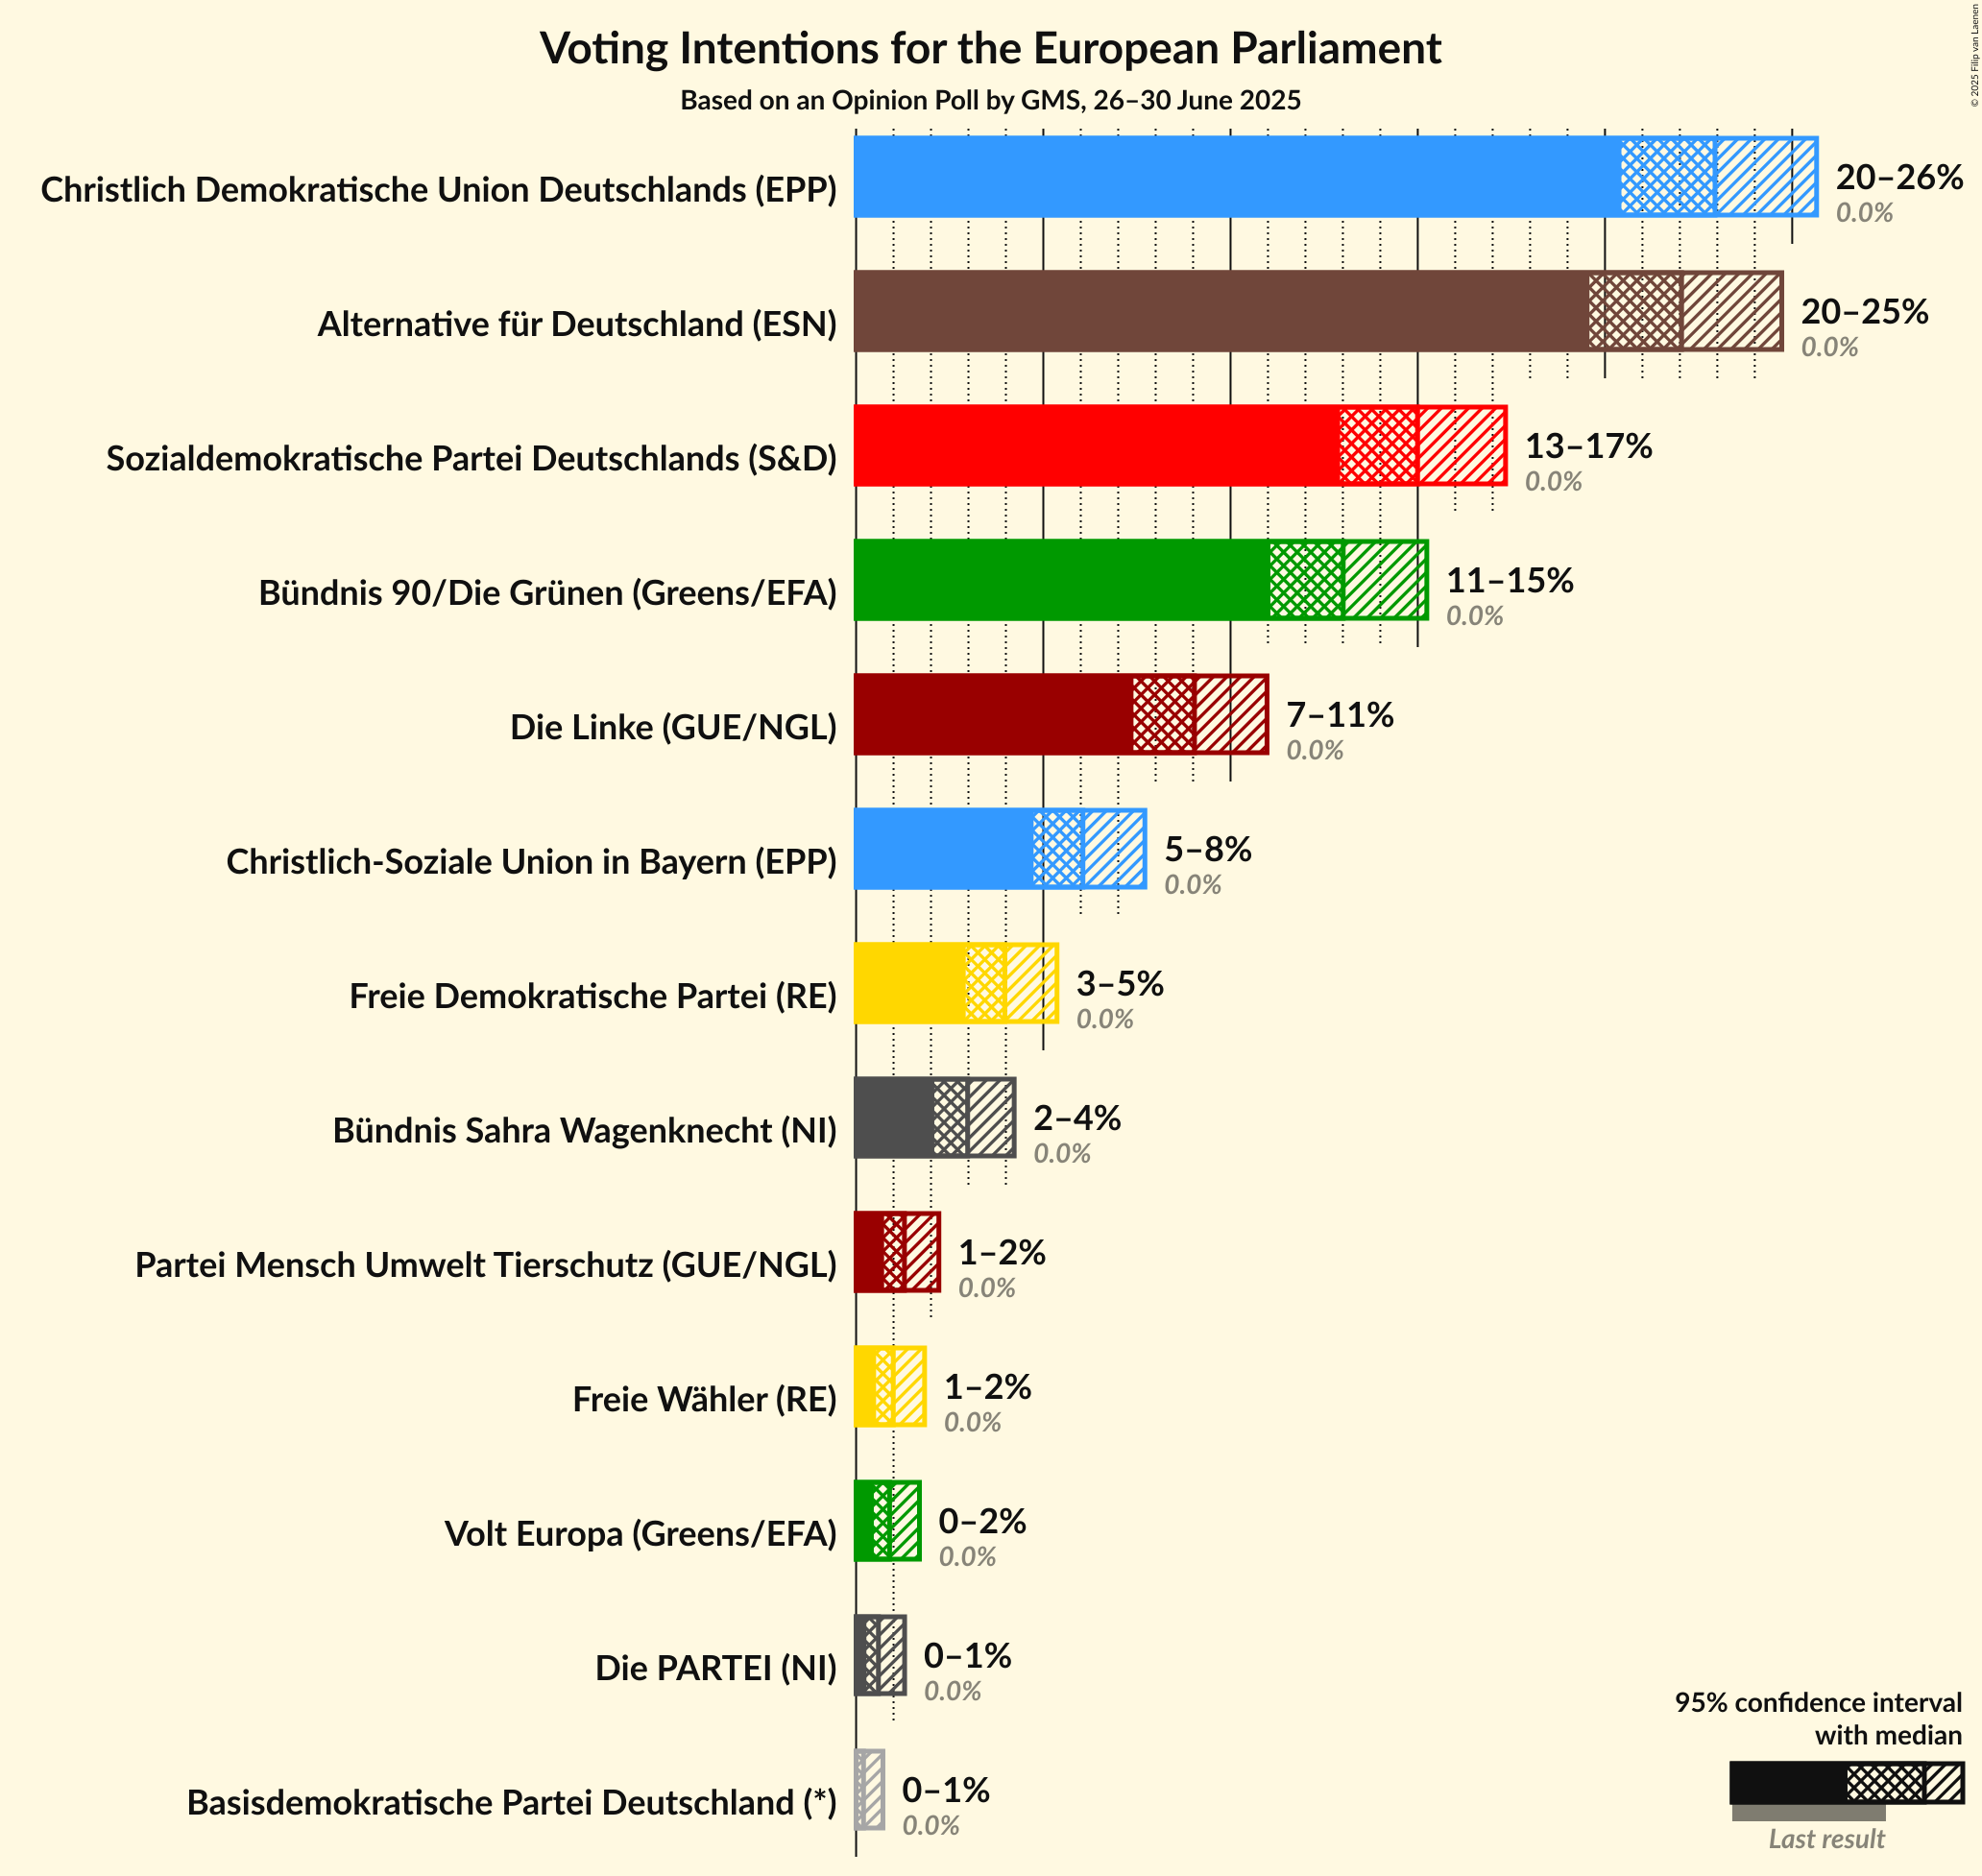 Voting Intentions for the European Parliament
Based on an Opinion Poll by GMS, 26–30 June 2025
© 2025 Filip van Laenen
Christlich Demokratische Union Deutschlands (EPP)
20–26%
0.0%
Alternative für Deutschland (ESN)
20–25%
0.0%
Sozialdemokratische Partei Deutschlands (S&D)
13–17%
0.0%
Bündnis 90/Die Grünen (Greens/EFA)
11–15%
0.0%
Die Linke (GUE/NGL)
7–11%
0.0%
Christlich-Soziale Union in Bayern (EPP)
5–8%
0.0%
Freie Demokratische Partei (RE)
3–5%
0.0%
Bündnis Sahra Wagenknecht (NI)
2–4%
0.0%
Partei Mensch Umwelt Tierschutz (GUE/NGL)
1–2%
0.0%
Freie Wähler (RE)
1–2%
0.0%
Volt Europa (Greens/EFA)
0–2%
0.0%
Die PARTEI (NI)
0–1%
0.0%
Basisdemokratische Partei Deutschland (*)
0–1%
0.0%
95% confidence interval
with median
Last result